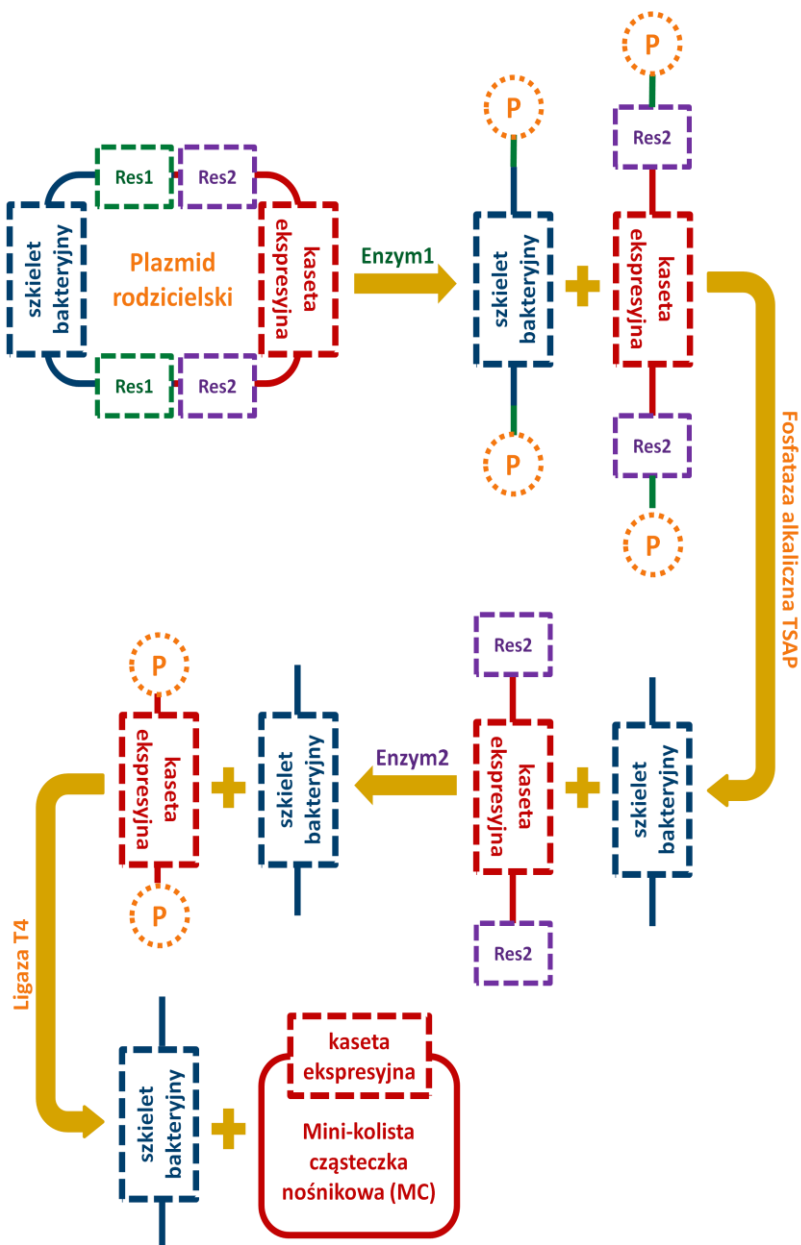 P
P
Res2
Res1
Res2
szkielet
bakteryjny
Plazmid
rodzicielski
kaseta
ekspresyjna
Enzym1
szkielet
bakteryjny
kaseta
ekspresyjna
Res1
Res2
Res2
P
P
Fosfataza alkaliczna TSAP
P
Res2
kaseta
ekspresyjna
szkielet
bakteryjny
Enzym2
kaseta
ekspresyjna
szkielet
bakteryjny
P
Res2
Ligaza T4
szkielet
bakteryjny
kaseta
ekspresyjna
Mini-kolista
cząsteczka
nośnikowa (MC)